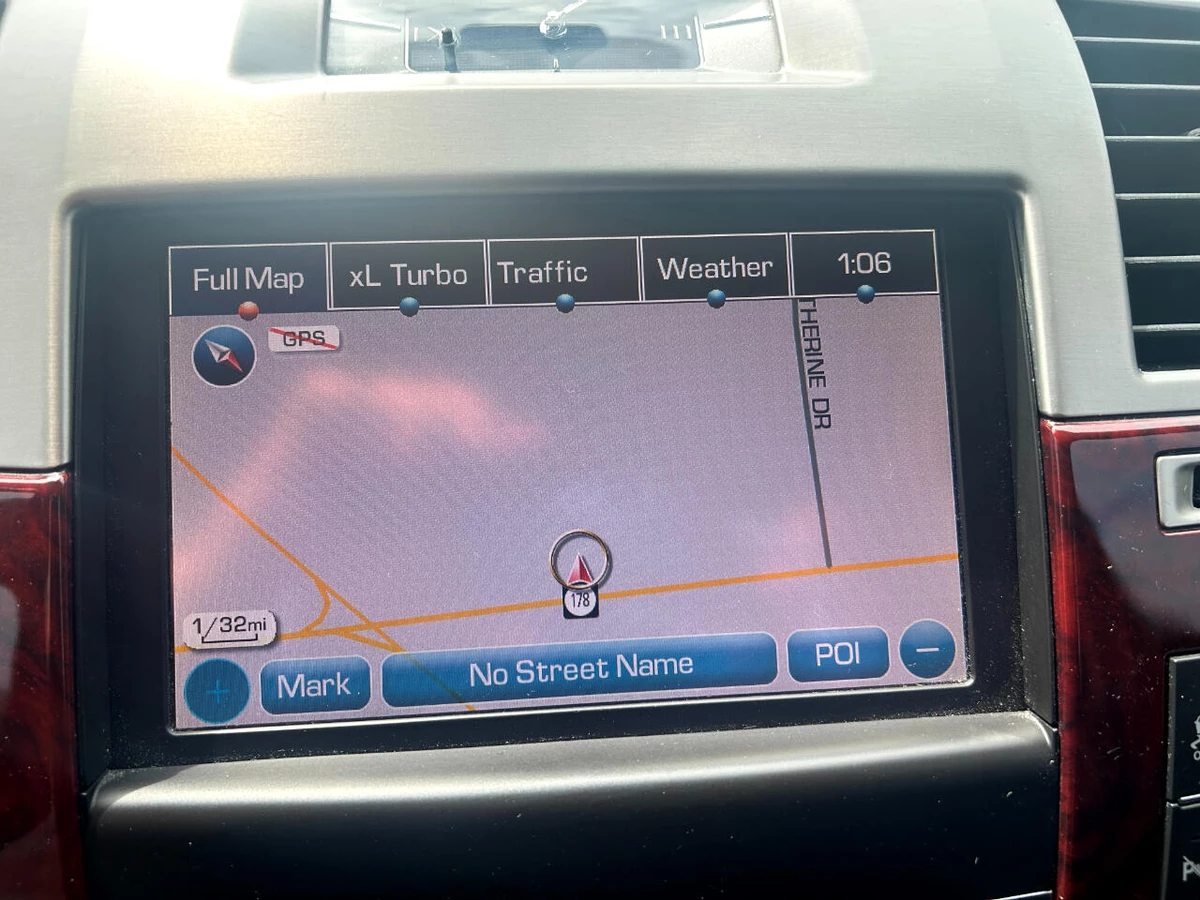 Full Map
xL Turbo
Traffic
Weather
1:06
GPS
THERINE DR
178
1/32mi
Mark
No Street Name
POI